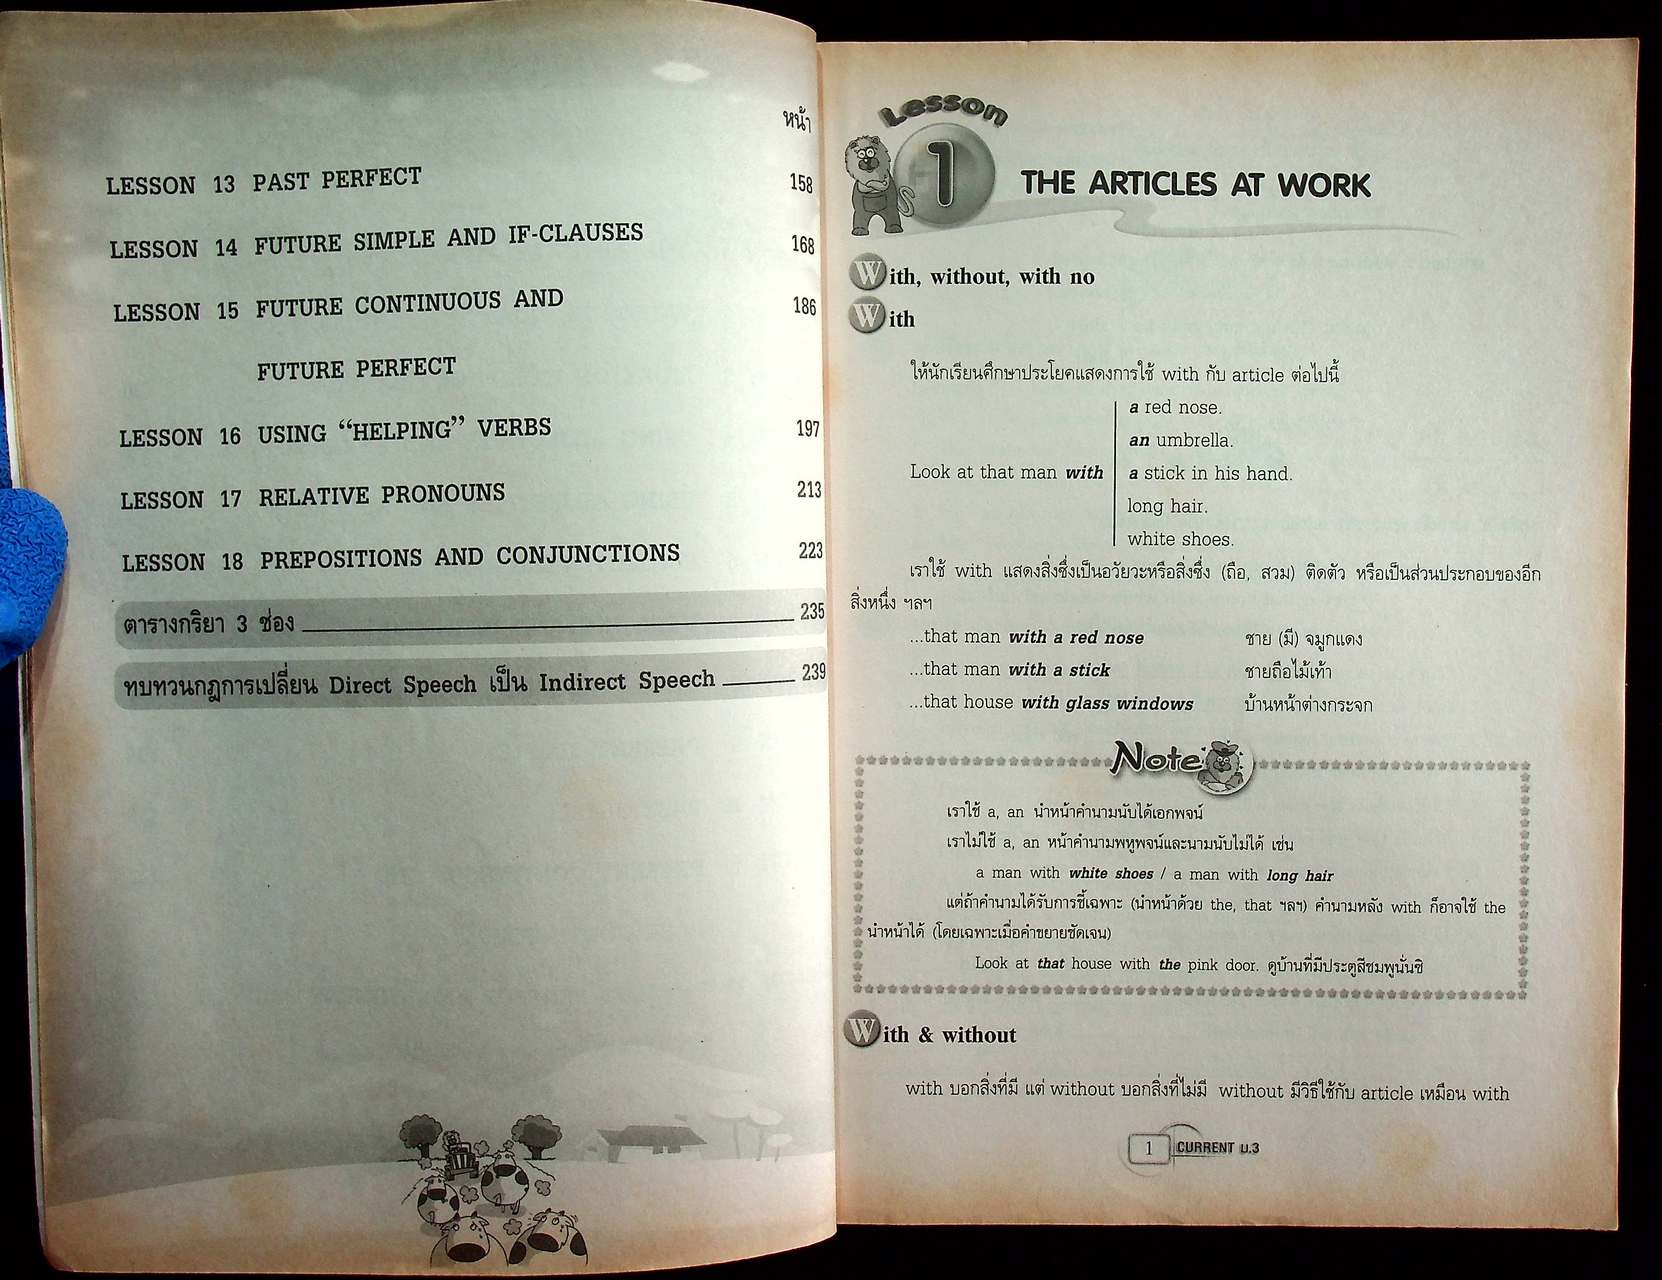 หน้า
LESSON 13 PAST PERFECT 158
LESSON 14 FUTURE SIMPLE AND IF-CLAUSES 168
LESSON 15 FUTURE CONTINUOUS AND 186
FUTURE PERFECT
LESSON 16 USING “HELPING” VERBS 197
LESSON 17 RELATIVE PRONOUNS 213
LESSON 18 PREPOSITIONS AND CONJUNCTIONS 223
ตารางกริยา 3 ช่อง 235
ทบทวนกฎการเปลี่ยน Direct Speech เป็น Indirect Speech 239
Lesson
1 THE ARTICLES AT WORK
With, without, with no
With
ให้นักเรียนศึกษาประโยคแสดงการใช้ with กับ article ต่อไปนี้
a red nose.
an umbrella.
Look at that man with a stick in his hand.
long hair.
white shoes.
เราใช้ with แสดงสิ่งซึ่งเป็นอวัยวะหรือสิ่งซึ่ง (ถือ, สวม) ติดตัว หรือเป็นส่วนประกอบของอีก
สิ่งหนึ่ง ฯลฯ
...that man with a red nose ชาย (มี) จมูกแดง
...that man with a stick ชายถือไม้เท้า
...that house with glass windows บ้านหน้าต่างกระจก
Note
เราใช้ a, an นำหน้าคำนามนับได้เอกพจน์
เราไม่ใช้ a, an หน้าคำนามพหูพจน์และนามนับไม่ได้ เช่น
a man with white shoes / a man with long hair
แต่ถ้าคำนามได้รับการชี้เฉพาะ (นำหน้าด้วย the, that ฯลฯ) คำนามหลัง with ก็อาจใช้ the
นำหน้าได้ (โดยเฉพาะเมื่อคำขยายชัดเจน)
Look at that house with the pink door. ดูบ้านที่มีประตูสีชมพูนั่นซิ
With & without
with บอกสิ่งที่มี แต่ without บอกสิ่งที่ไม่มี without มีวิธีใช้กับ article เหมือน with
1 CURRENT ม.3